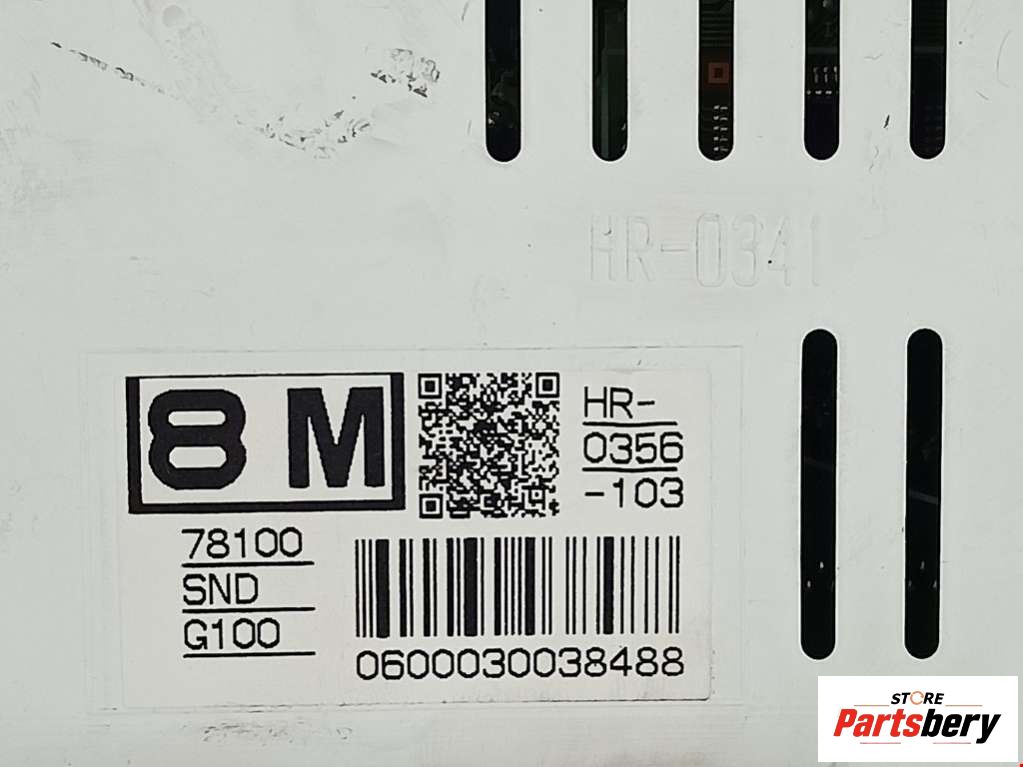 HR-0341
8 M
HR-
0356
-103
78100
SND
G100
0600030038488
STORE
Partsbery